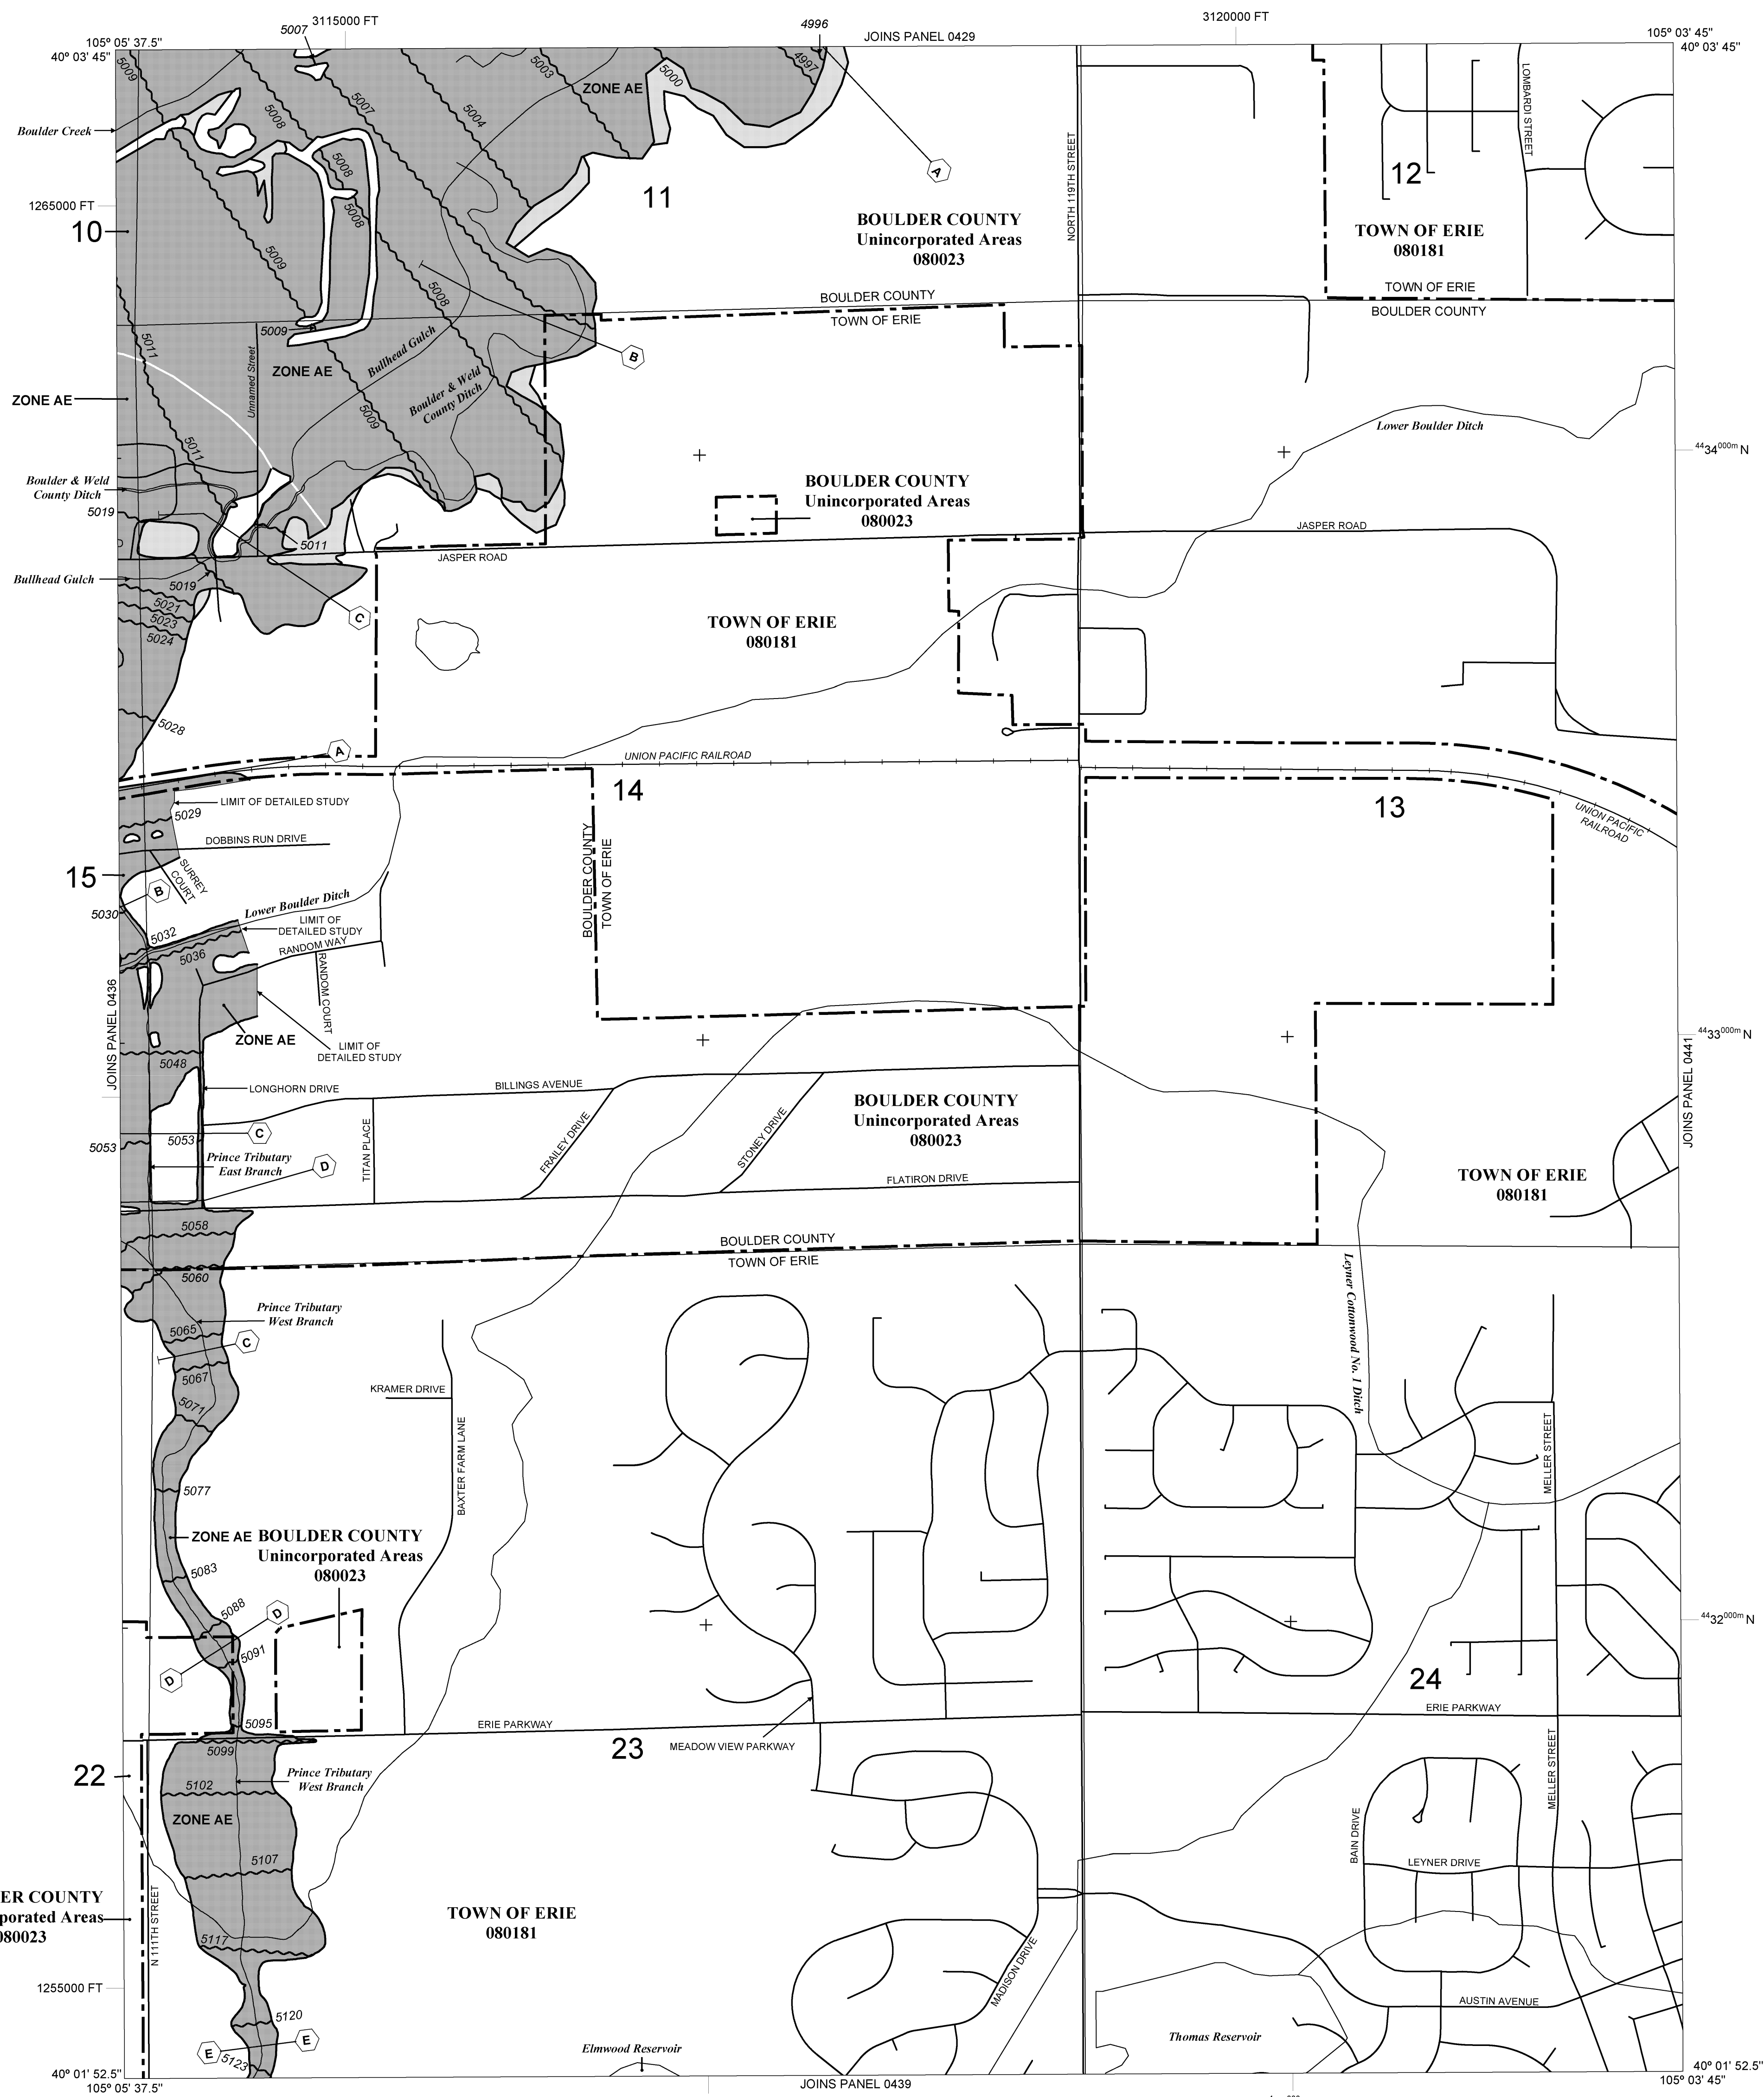 3115000 FT
3120000 FT
5007
4996
105° 05' 37.5"
JOINS PANEL 0429
105° 03' 45"
40° 03' 45"
40° 03' 45"
5009
5003
4997
5000
ZONE AE
5007
5008
5004
Boulder Creek
LOMBARDI STREET
A
NORTH 119TH STREET
5008
12
11
1265000 FT
5008
10
BOULDER COUNTY
Unincorporated Areas
080023
TOWN OF ERIE
080181
5009
5008
TOWN OF ERIE
BOULDER COUNTY
BOULDER COUNTY
TOWN OF ERIE
5009
5011
Bullhead Gulch
B
ZONE AE
Unnamed Street
Boulder & Weld
County Ditch
ZONE AE
5009
Lower Boulder Ditch
5011
4434000m N
Boulder & Weld
County Ditch
BOULDER COUNTY
Unincorporated Areas
080023
5019
JASPER ROAD
5011
JASPER ROAD
Bullhead Gulch
5019
5021
5023
5024
C
TOWN OF ERIE
080181
5028
A
UNION PACIFIC RAILROAD
14
13
LIMIT OF DETAILED STUDY
5029
UNION PACIFIC
RAILROAD
DOBBINS RUN DRIVE
SURREY
COURT
BOULDER COUNTY
TOWN OF ERIE
15
B
Lower Boulder Ditch
5030
LIMIT OF
DETAILED STUDY
5032
5036
RANDOM WAY
RANDOM COURT
JOINS PANEL 0436
ZONE AE
LIMIT OF
DETAILED STUDY
4433000m N
JOINS PANEL 0441
5048
LONGHORN DRIVE
BILLINGS AVENUE
BOULDER COUNTY
Unincorporated Areas
080023
C
5053
5053
TITAN PLACE
FRAILEY DRIVE
STONEY DRIVE
Prince Tributary
East Branch
D
FLATIRON DRIVE
TOWN OF ERIE
080181
5058
BOULDER COUNTY
TOWN OF ERIE
5060
Leyner Cottonwood No. 1 Ditch
Prince Tributary
West Branch
5065
C
5067
KRAMER DRIVE
5071
BAXTER FARM LANE
MELLER STREET
5077
ZONE AE
BOULDER COUNTY
Unincorporated Areas
080023
5083
5088
D
4432000m N
5091
D
24
5095
ERIE PARKWAY
ERIE PARKWAY
5099
23
MEADOW VIEW PARKWAY
22
5102
Prince Tributary
West Branch
MELLER STREET
ZONE AE
BAIN DRIVE
5107
LEYNER DRIVE
ER COUNTY
porated Areas
080023
N 111TH STREET
TOWN OF ERIE
080181
5117
MADISON DRIVE
1255000 FT
AUSTIN AVENUE
5120
E
E
5123
Elmwood Reservoir
Thomas Reservoir
40° 01' 52.5"
40° 01' 52.5"
105° 05' 37.5"
JOINS PANEL 0439
105° 03' 45"